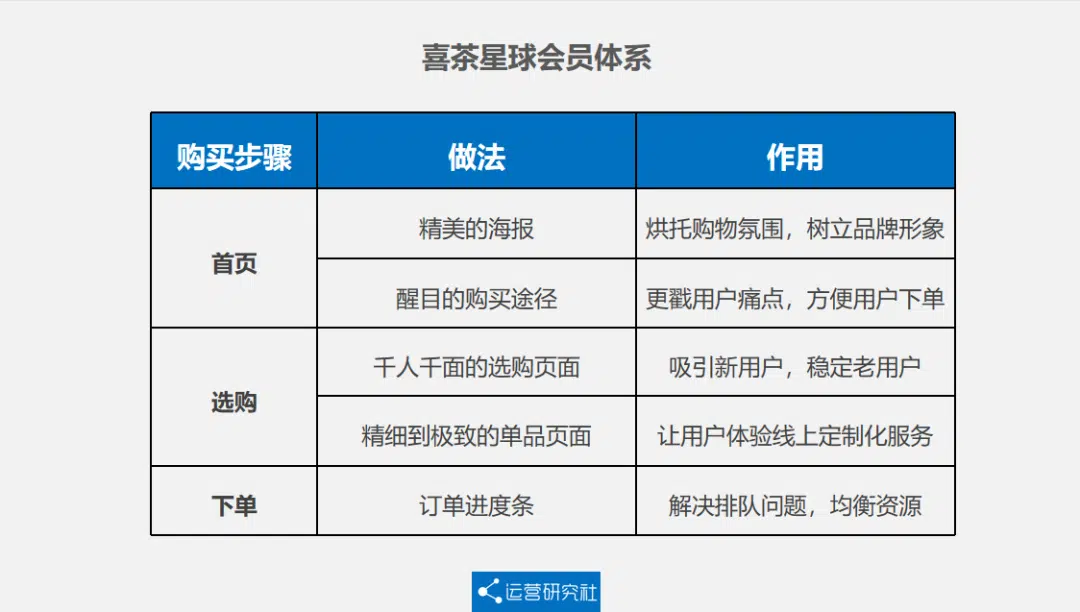 喜茶星球会员体系
购买步骤 做法 作用
首页
精美的海报 烘托购物氛围，树立品牌形象
醒目的购买途径 更戳用户痛点，方便用户下单
选购
千人千面的选购页面 吸引新用户，稳定老用户
精细到极致的单品页面 让用户体验线上定制化服务
下单 订单进度条 解决排队问题，均衡资源
运营研究社